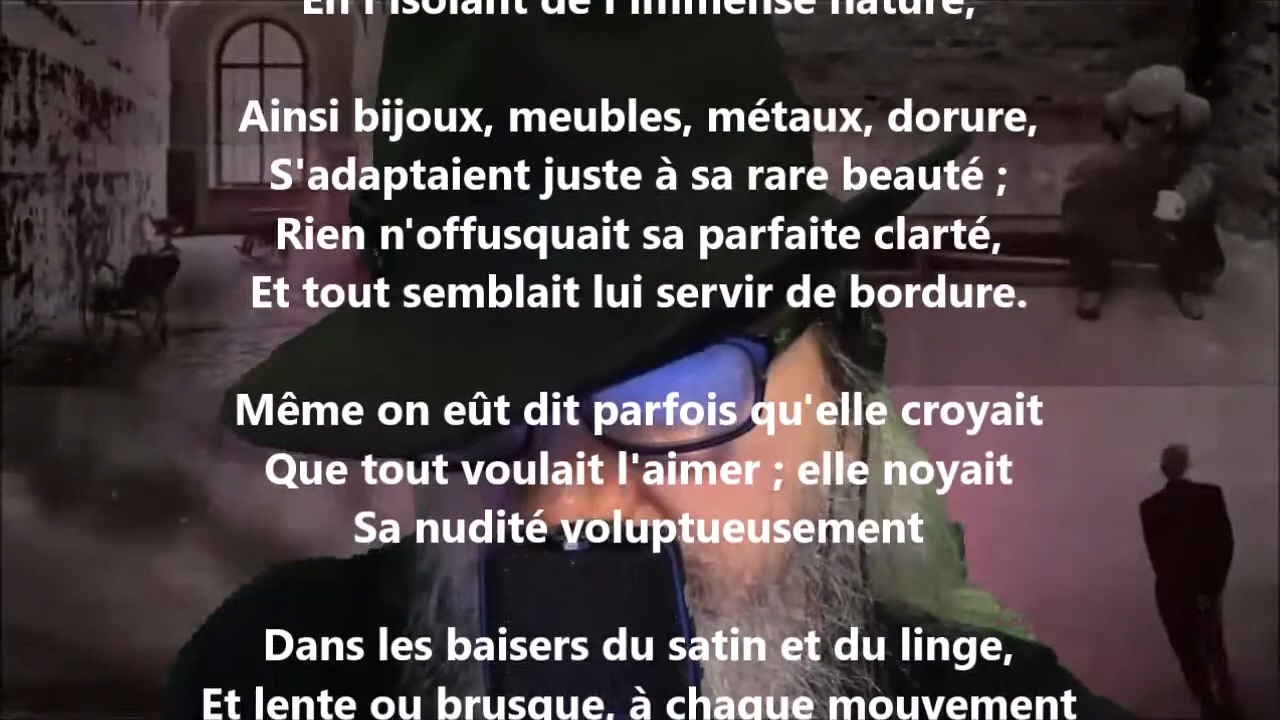 En l'isolant de l'immense nature,
Ainsi bijoux, meubles, métaux, dorure,
S'adaptaient juste à sa rare beauté ;
Rien n'offusquait sa parfaite clarté,
Et tout semblait lui servir de bordure.
Même on eût dit parfois qu'elle croyait
Que tout voulait l'aimer ; elle noyait
Sa nudité voluptueusement
Dans les baisers du satin et du linge,
Et lente ou brusque, à chaque mouvement